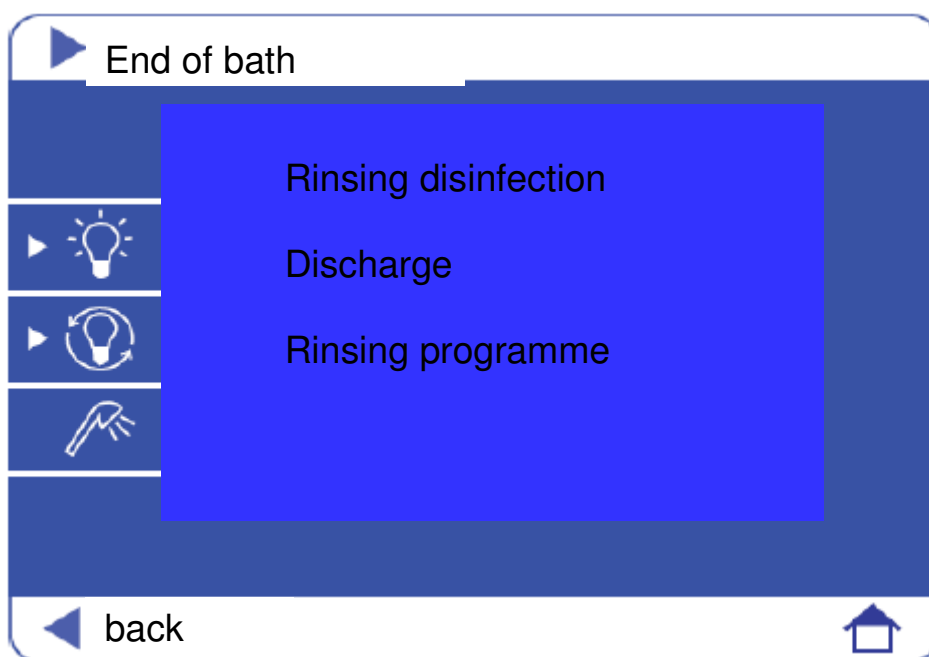 End of bath
Rinsing disinfection
Discharge
Rinsing programme
back